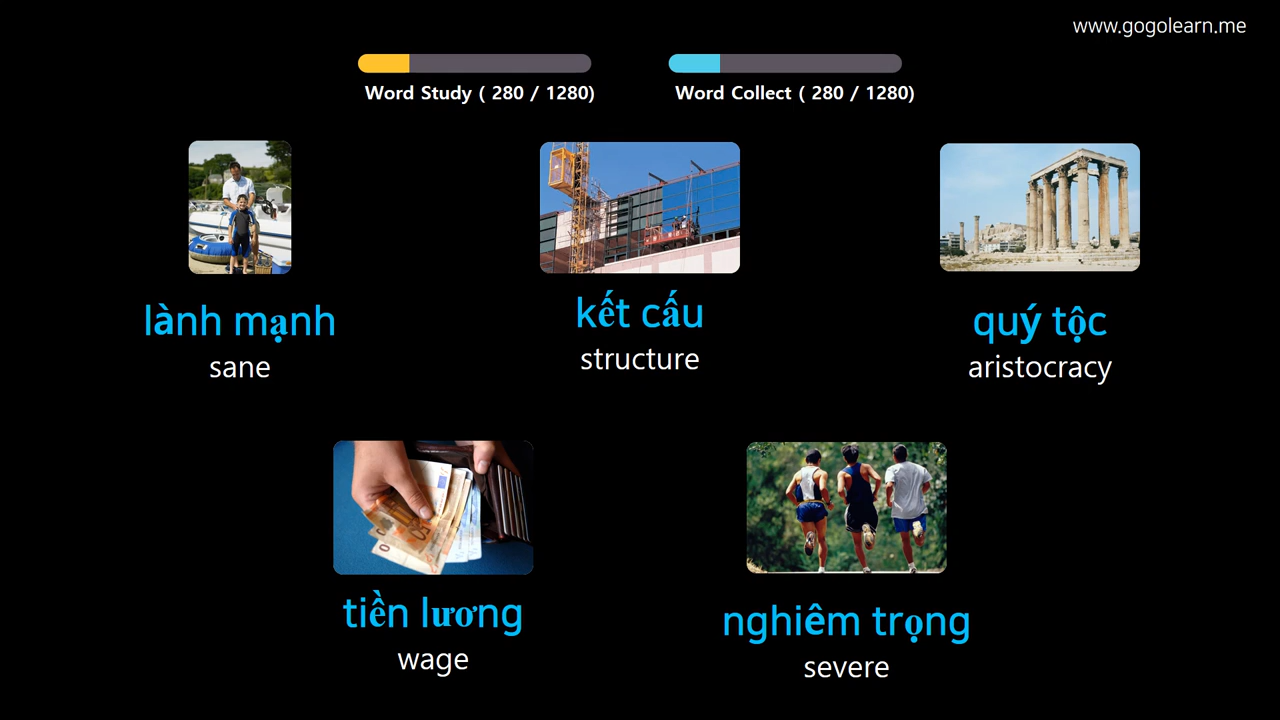 www.gogolearn.me
Word Study ( 280 / 1280)
Word Collect ( 280 / 1280)
lành mạnh
sane
kết cấu
structure
quý tộc
aristocracy
tiền lương
wage
nghiêm trọng
severe